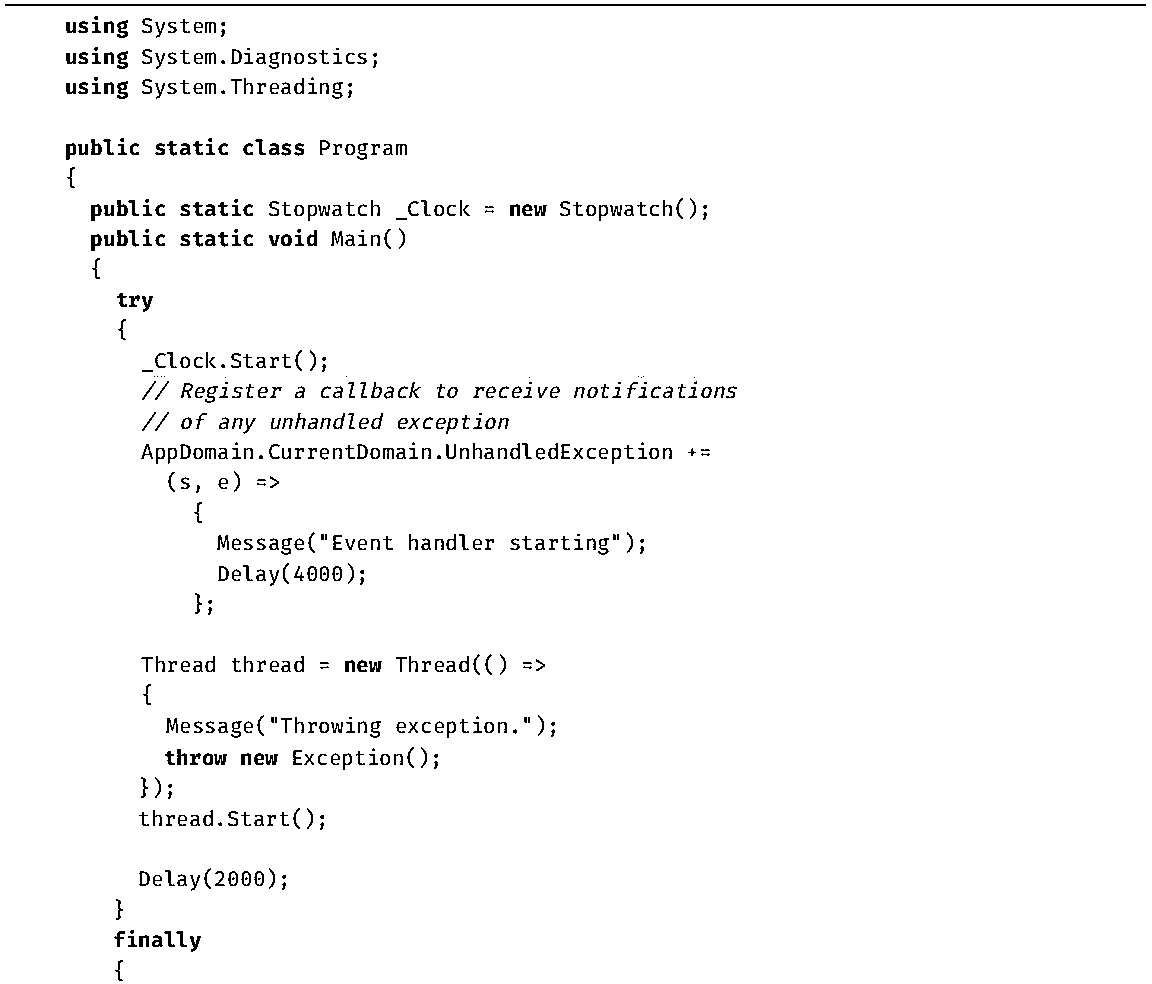 using System;
using System.Diagnostics;
using System.Threading;

public static class Program
{
  public static Stopwatch _Clock = new Stopwatch();
  public static void Main()
  {
    try
    {
      _Clock.Start();
      // Register a callback to receive notifications
      // of any unhandled exception
      AppDomain.CurrentDomain.UnhandledException +=
        (s, e) =>
          {
            Message("Event handler starting");
            Delay(4000);
          };

      Thread thread = new Thread(() =>
      {
        Message("Throwing exception.");
        throw new Exception();
      });
      thread.Start();

      Delay(2000);
    }
    finally
    {